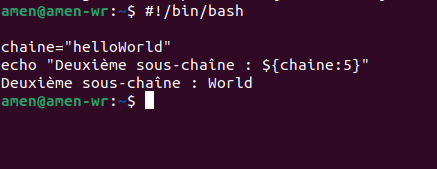 amen@amen-wr:~$ #!/bin/bash
chaine="helloWorld"
echo "Deuxième sous-chaîne : ${chaine:5}"
Deuxième sous-chaîne : World
amen@amen-wr:~$